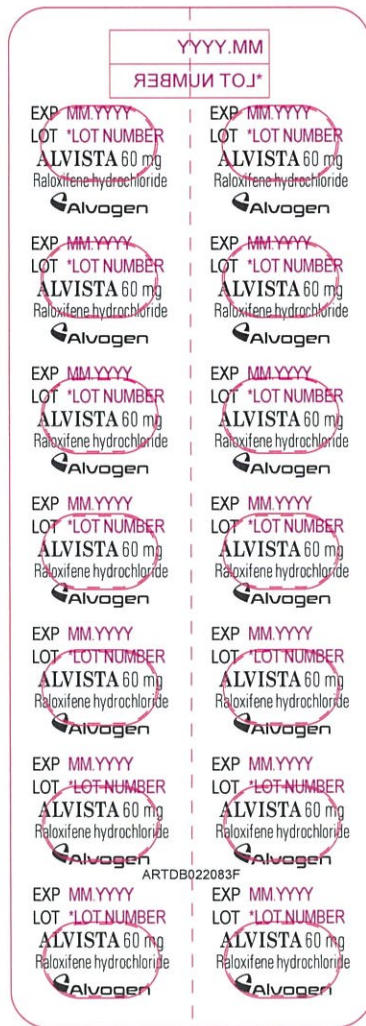 MM.YYYY
*LOT NUMBER
EXP MM.YYYY EXP MM.YYYY
LOT *LOT NUMBER LOT *LOT NUMBER
ALVISTA 60 mg ALVISTA 60 mg
Raloxifene hydrochloride Raloxifene hydrochloride
Alvogen Alvogen
EXP MM.YYYY EXP MM.YYYY
LOT *LOT NUMBER LOT *LOT NUMBER
ALVISTA 60 mg ALVISTA 60 mg
Raloxifene hydrochloride Raloxifene hydrochloride
Alvogen Alvogen
EXP MM.YYYY EXP MM.YYYY
LOT *LOT NUMBER LOT *LOT NUMBER
ALVISTA 60 mg ALVISTA 60 mg
Raloxifene hydrochloride Raloxifene hydrochloride
Alvogen Alvogen
EXP MM.YYYY EXP MM.YYYY
LOT *LOT NUMBER LOT *LOT NUMBER
ALVISTA 60 mg ALVISTA 60 mg
Raloxifene hydrochloride Raloxifene hydrochloride
Alvogen Alvogen
EXP MM.YYYY EXP MM.YYYY
LOT *LOT NUMBER LOT *LOT NUMBER
ALVISTA 60 mg ALVISTA 60 mg
Raloxifene hydrochloride Raloxifene hydrochloride
Alvogen Alvogen
EXP MM.YYYY EXP MM.YYYY
LOT *LOT NUMBER LOT *LOT NUMBER
ALVISTA 60 mg ALVISTA 60 mg
Raloxifene hydrochloride Raloxifene hydrochloride
Alvogen Alvogen
ARTDB022083F
EXP MM.YYYY EXP MM.YYYY
LOT *LOT NUMBER LOT *LOT NUMBER
ALVISTA 60 mg ALVISTA 60 mg
Raloxifene hydrochloride Raloxifene hydrochloride
Alvogen Alvogen